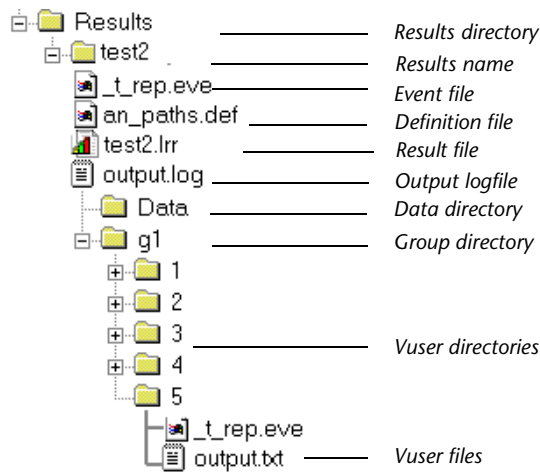 Results Results directory
test2 Results name
_t_rep.eve Event file
an_paths.def Definition file
test2.lrr Result file
output.log Output logfile
Data Data directory
g1 Group directory
1
2
3 Vuser directories
4
5
_t_rep.eve
output.txt Vuser files